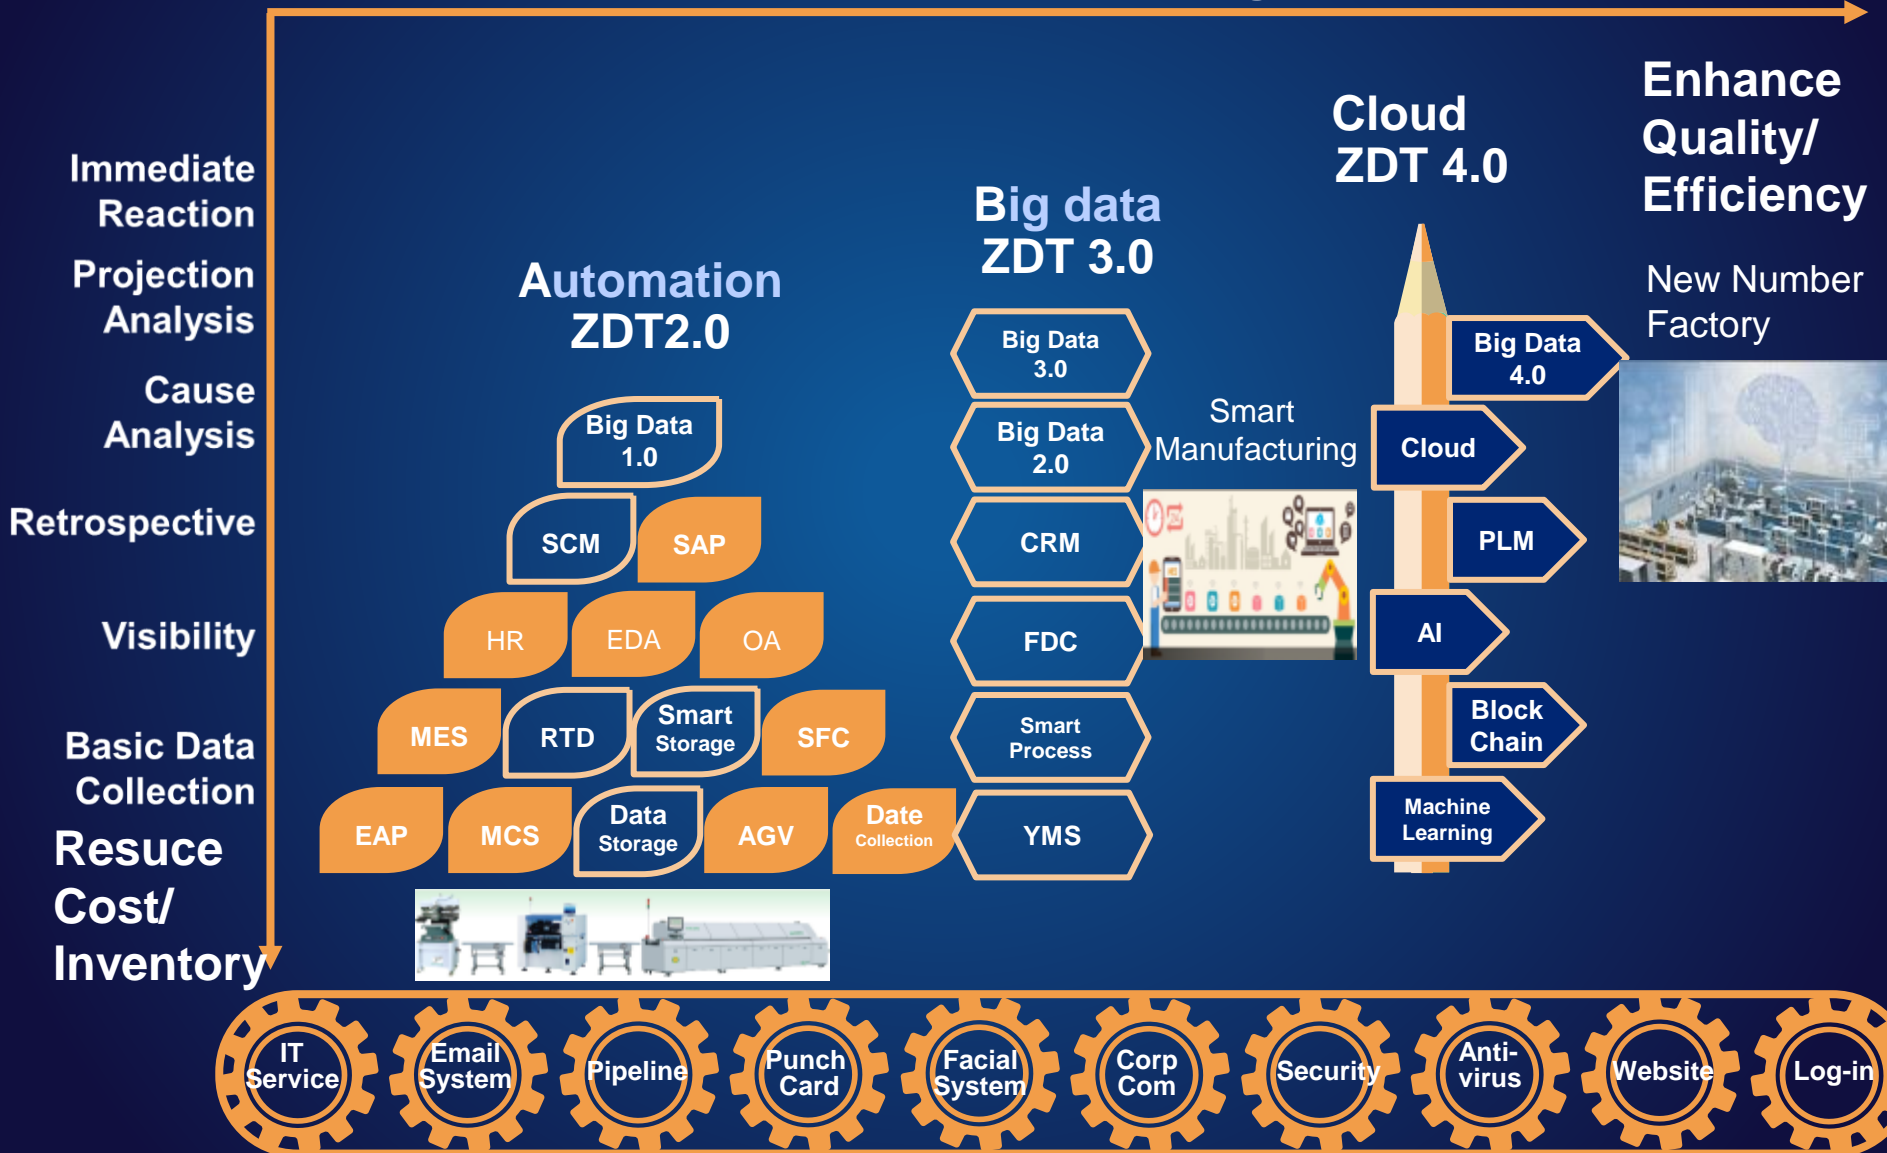 Enhance
Quality/
Efficiency
Cloud
ZDT 4.0
Immediate
Reaction
Big data
ZDT 3.0
Projection
Analysis
Automation
ZDT2.0
New Number
Factory
Big Data
3.0
Big Data
4.0
Cause
Analysis
Big Data
1.0
Big Data
2.0
Smart
Manufacturing
Cloud
Retrospective
SCM
SAP
CRM
PLM
Visibility
HR
EDA
OA
FDC
AI
Basic Data
Collection
MES
RTD
Smart
Storage
SFC
Smart
Process
Block
Chain
EAP
MCS
Data
Storage
AGV
Date
Collection
YMS
Machine
Learning
Resuce
Cost/
Inventory
IT
Service
Email
System
Pipeline
Punch
Card
Facial
System
Corp
Com
Security
Anti-
virus
Website
Log-in